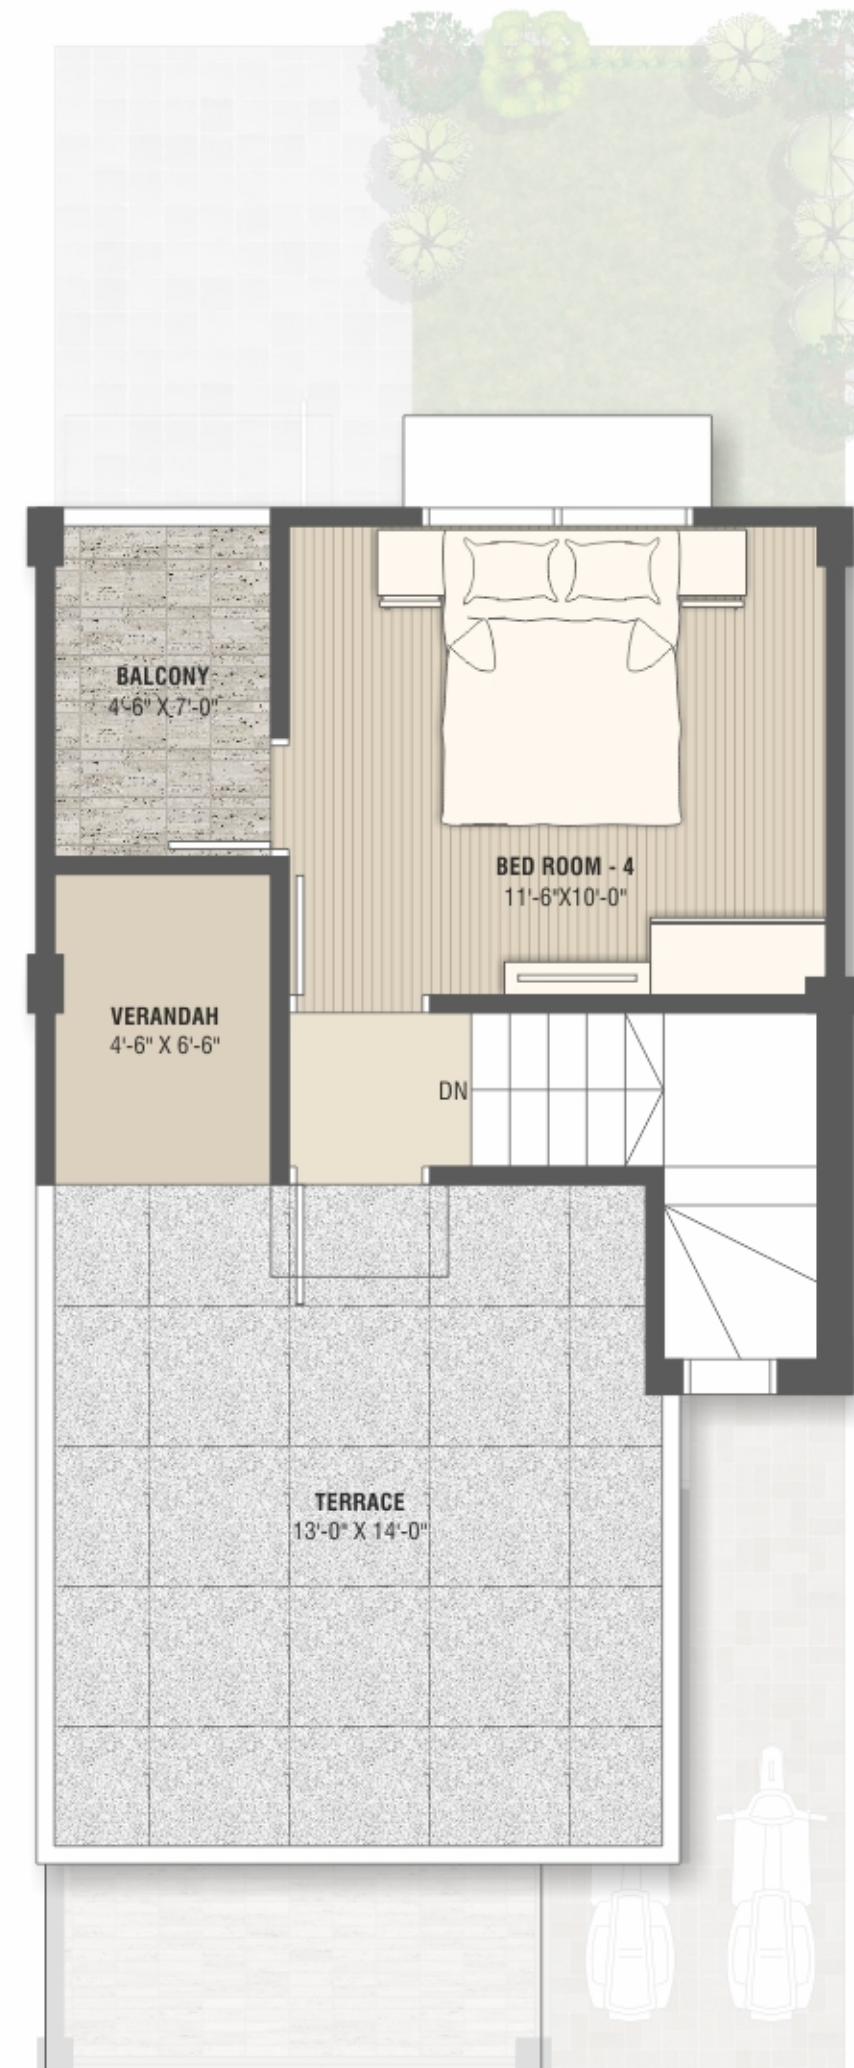 BALCONY
4'-6" X 7'-0"
BED ROOM - 4
11'-6"X10'-0"
VERANDAH
4'-6" X 6'-6"
DN
TERRACE
13'-0" X 14'-0"